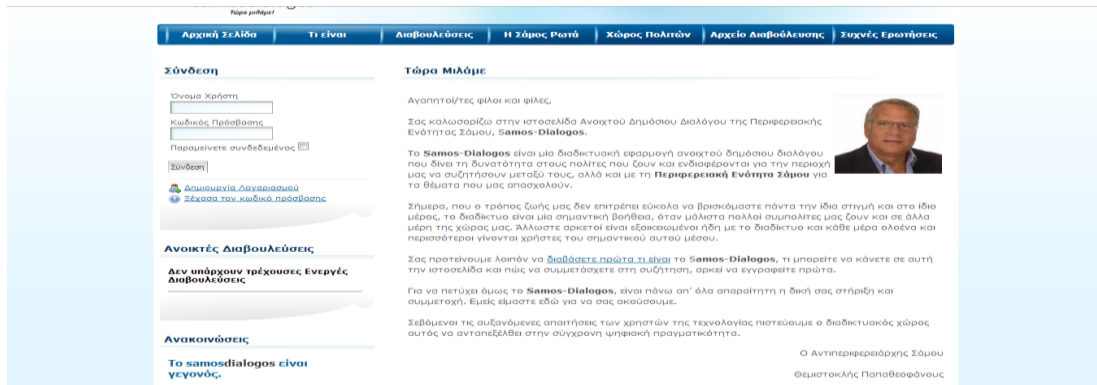 Τώρα μιλάμε!
Αρχική Σελίδα Τι είναι Διαβουλεύσεις Η Σάμος Ρωτά Χώρος Πολιτών Αρχείο Διαβούλευσης Συχνές Ερωτήσεις
Σύνδεση
Όνομα Χρήστη
Κωδικός Πρόσβασης
Παραμείνετε συνδεδεμένος
Σύνδεση
Δημιουργία Λογαριασμού
Ξέχασα τον κωδικό πρόσβασης
Ανοικτές Διαβουλεύσεις
Δεν υπάρχουν τρέχουσες Ενεργές
Διαβουλεύσεις
Ανακοινώσεις
Το samosdialogos είναι
γεγονός.
Τώρα Μιλάμε
Αγαπητοί/τες φίλοι και φίλες,
Σας καλωσορίζω στην ιστοσελίδα Ανοιχτού Δημόσιου Διαλόγου της Περιφερειακής
Ενότητας Σάμου, Samos-Dialogos.
Το Samos-Dialogos είναι μία διαδικτυακή εφαρμογή ανοιχτού δημόσιου διαλόγου
που δίνει τη δυνατότητα στους πολίτες που ζουν και ενδιαφέρονται για την περιοχή
μας να συζητήσουν μεταξύ τους, αλλά και με τη Περιφερειακή Ενότητα Σάμου για
τα θέματα που μας απασχολούν.
Σήμερα, που ο τρόπος ζωής μας δεν επιτρέπει εύκολα να βρισκόμαστε πάντα την ίδια στιγμή και στο ίδιο
μέρος, το διαδίκτυο είναι μία σημαντική βοήθεια, όταν μάλιστα πολλοί συμπολίτες μας ζουν και σε άλλα
μέρη της χώρας μας. Άλλωστε αρκετοί είναι εξοικειωμένοι ήδη με το διαδίκτυο και κάθε μέρα ολοένα και
περισσότεροι γίνονται χρήστες του σημαντικού αυτού μέσου.
Σας προτείνουμε λοιπόν να διαβάσετε πρώτα τι είναι το Samos-Dialogos, τι μπορείτε να κάνετε σε αυτή
την ιστοσελίδα και πώς να συμμετάσχετε στη συζήτηση, αρκεί να εγγραφείτε πρώτα.
Για να πετύχει όμως το Samos-Dialogos, είναι πάνω απ' όλα απαραίτητη η δική σας στήριξη και
συμμετοχή. Εμείς είμαστε εδώ για να σας ακούσουμε.
Σεβόμενοι τις αυξανόμενες απαιτήσεις των χρηστών της τεχνολογίας πιστεύουμε ο διαδικτυακός χώρος
αυτός να ανταπεξέλθει στην σύγχρονη ψηφιακή πραγματικότητα.
Ο Αντιπεριφερειάρχης Σάμου
Θεμιστοκλής Παπαθεοφάνους